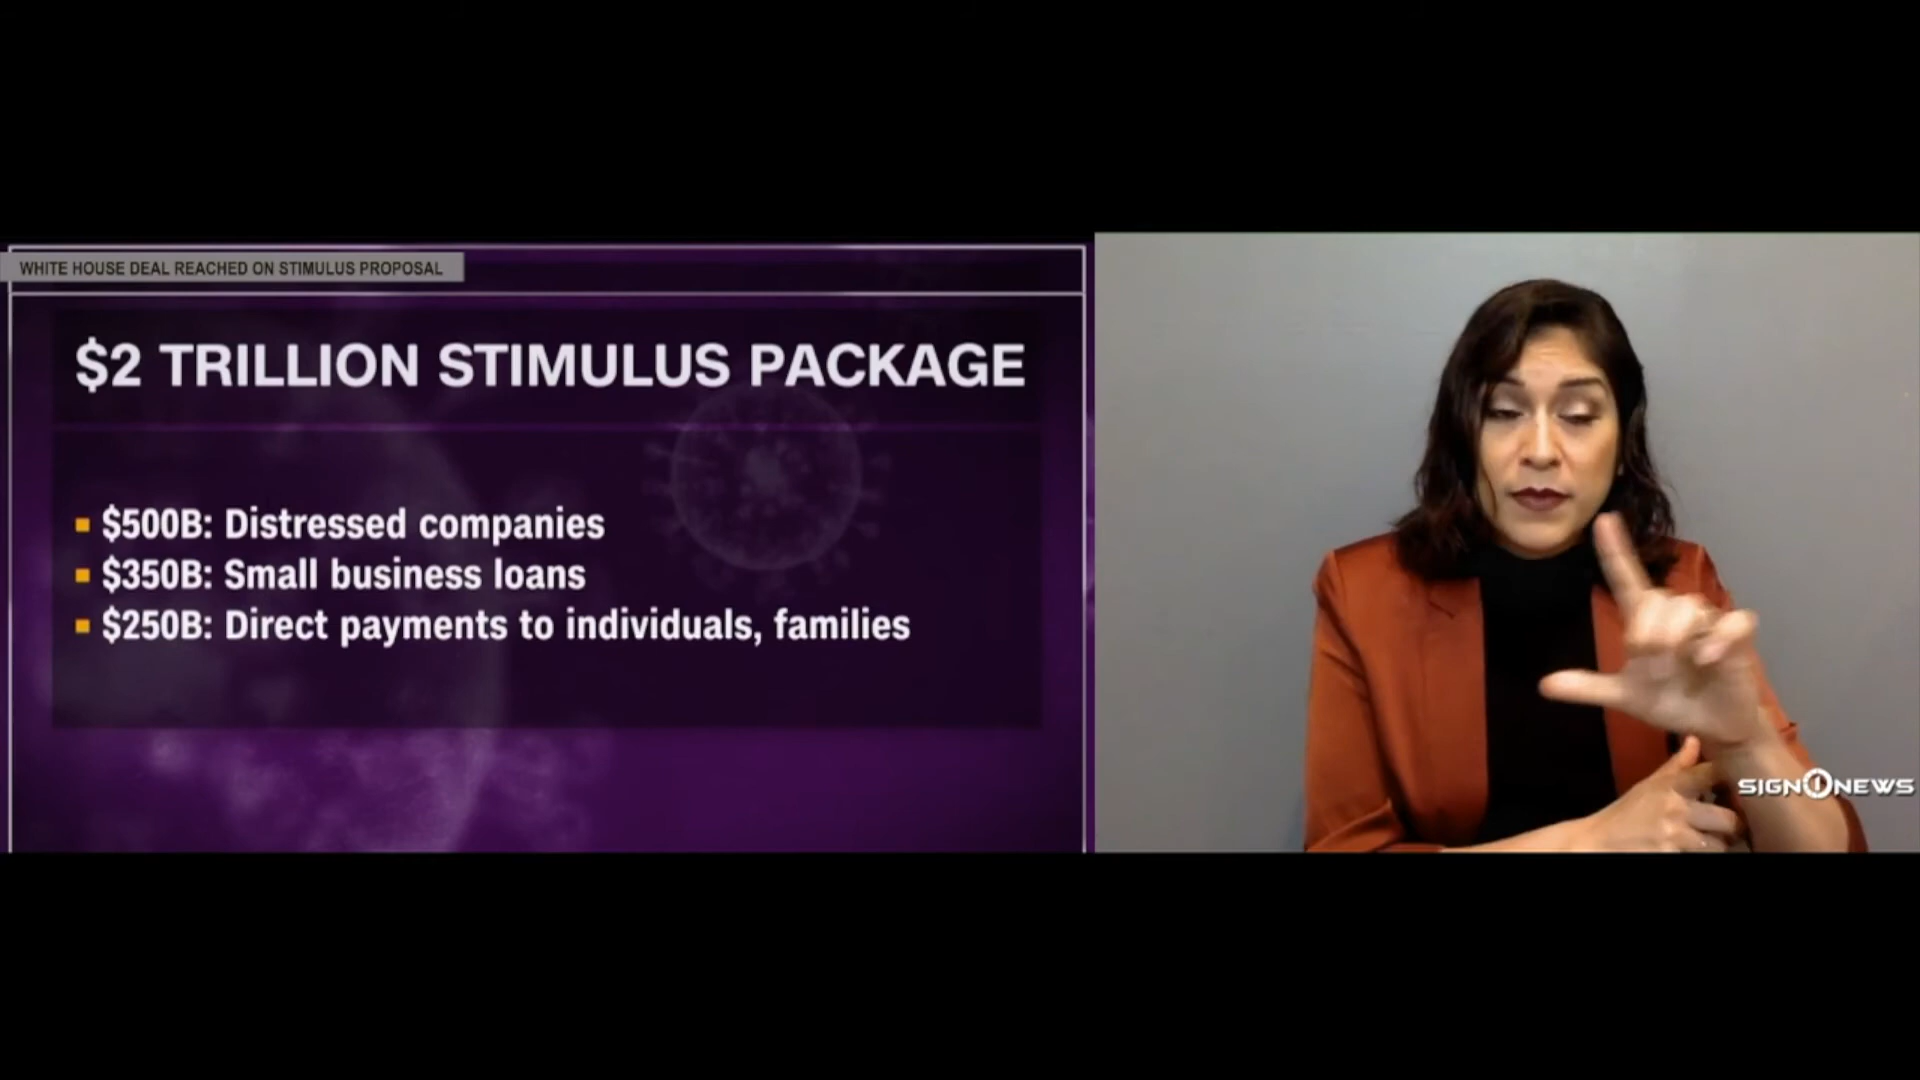 WHITE HOUSE DEAL REACHED ON STIMULUS PROPOSAL
$2 TRILLION STIMULUS PACKAGE
$500B: Distressed companies
$350B: Small business loans
$250B: Direct payments to individuals, families
SIGN1NEWS